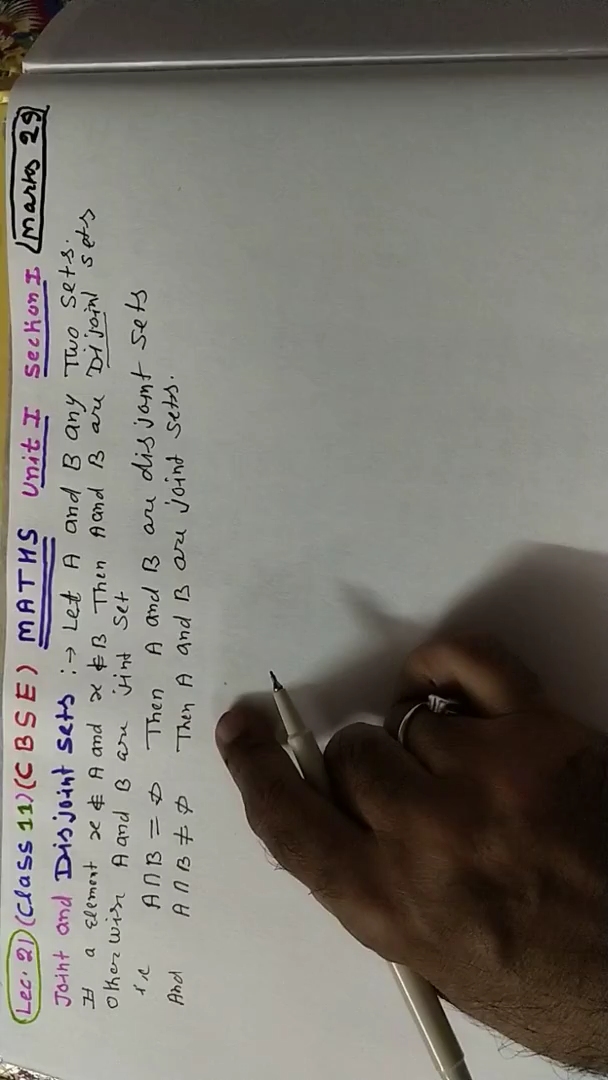 Lec. 21) (Class 11) (CBSE) MATHS Unit I Section I Marks 29
Joint and Disjoint sets :→ Let A and B any Two sets.
If a Element x ∉ A and x ∉ B Then A and B are Disjoint sets
Otherwise A and B are joint set
i.e A∩B = ϕ Then A and B are disjoint sets
And A∩B ≠ ϕ Then A and B are joint sets.